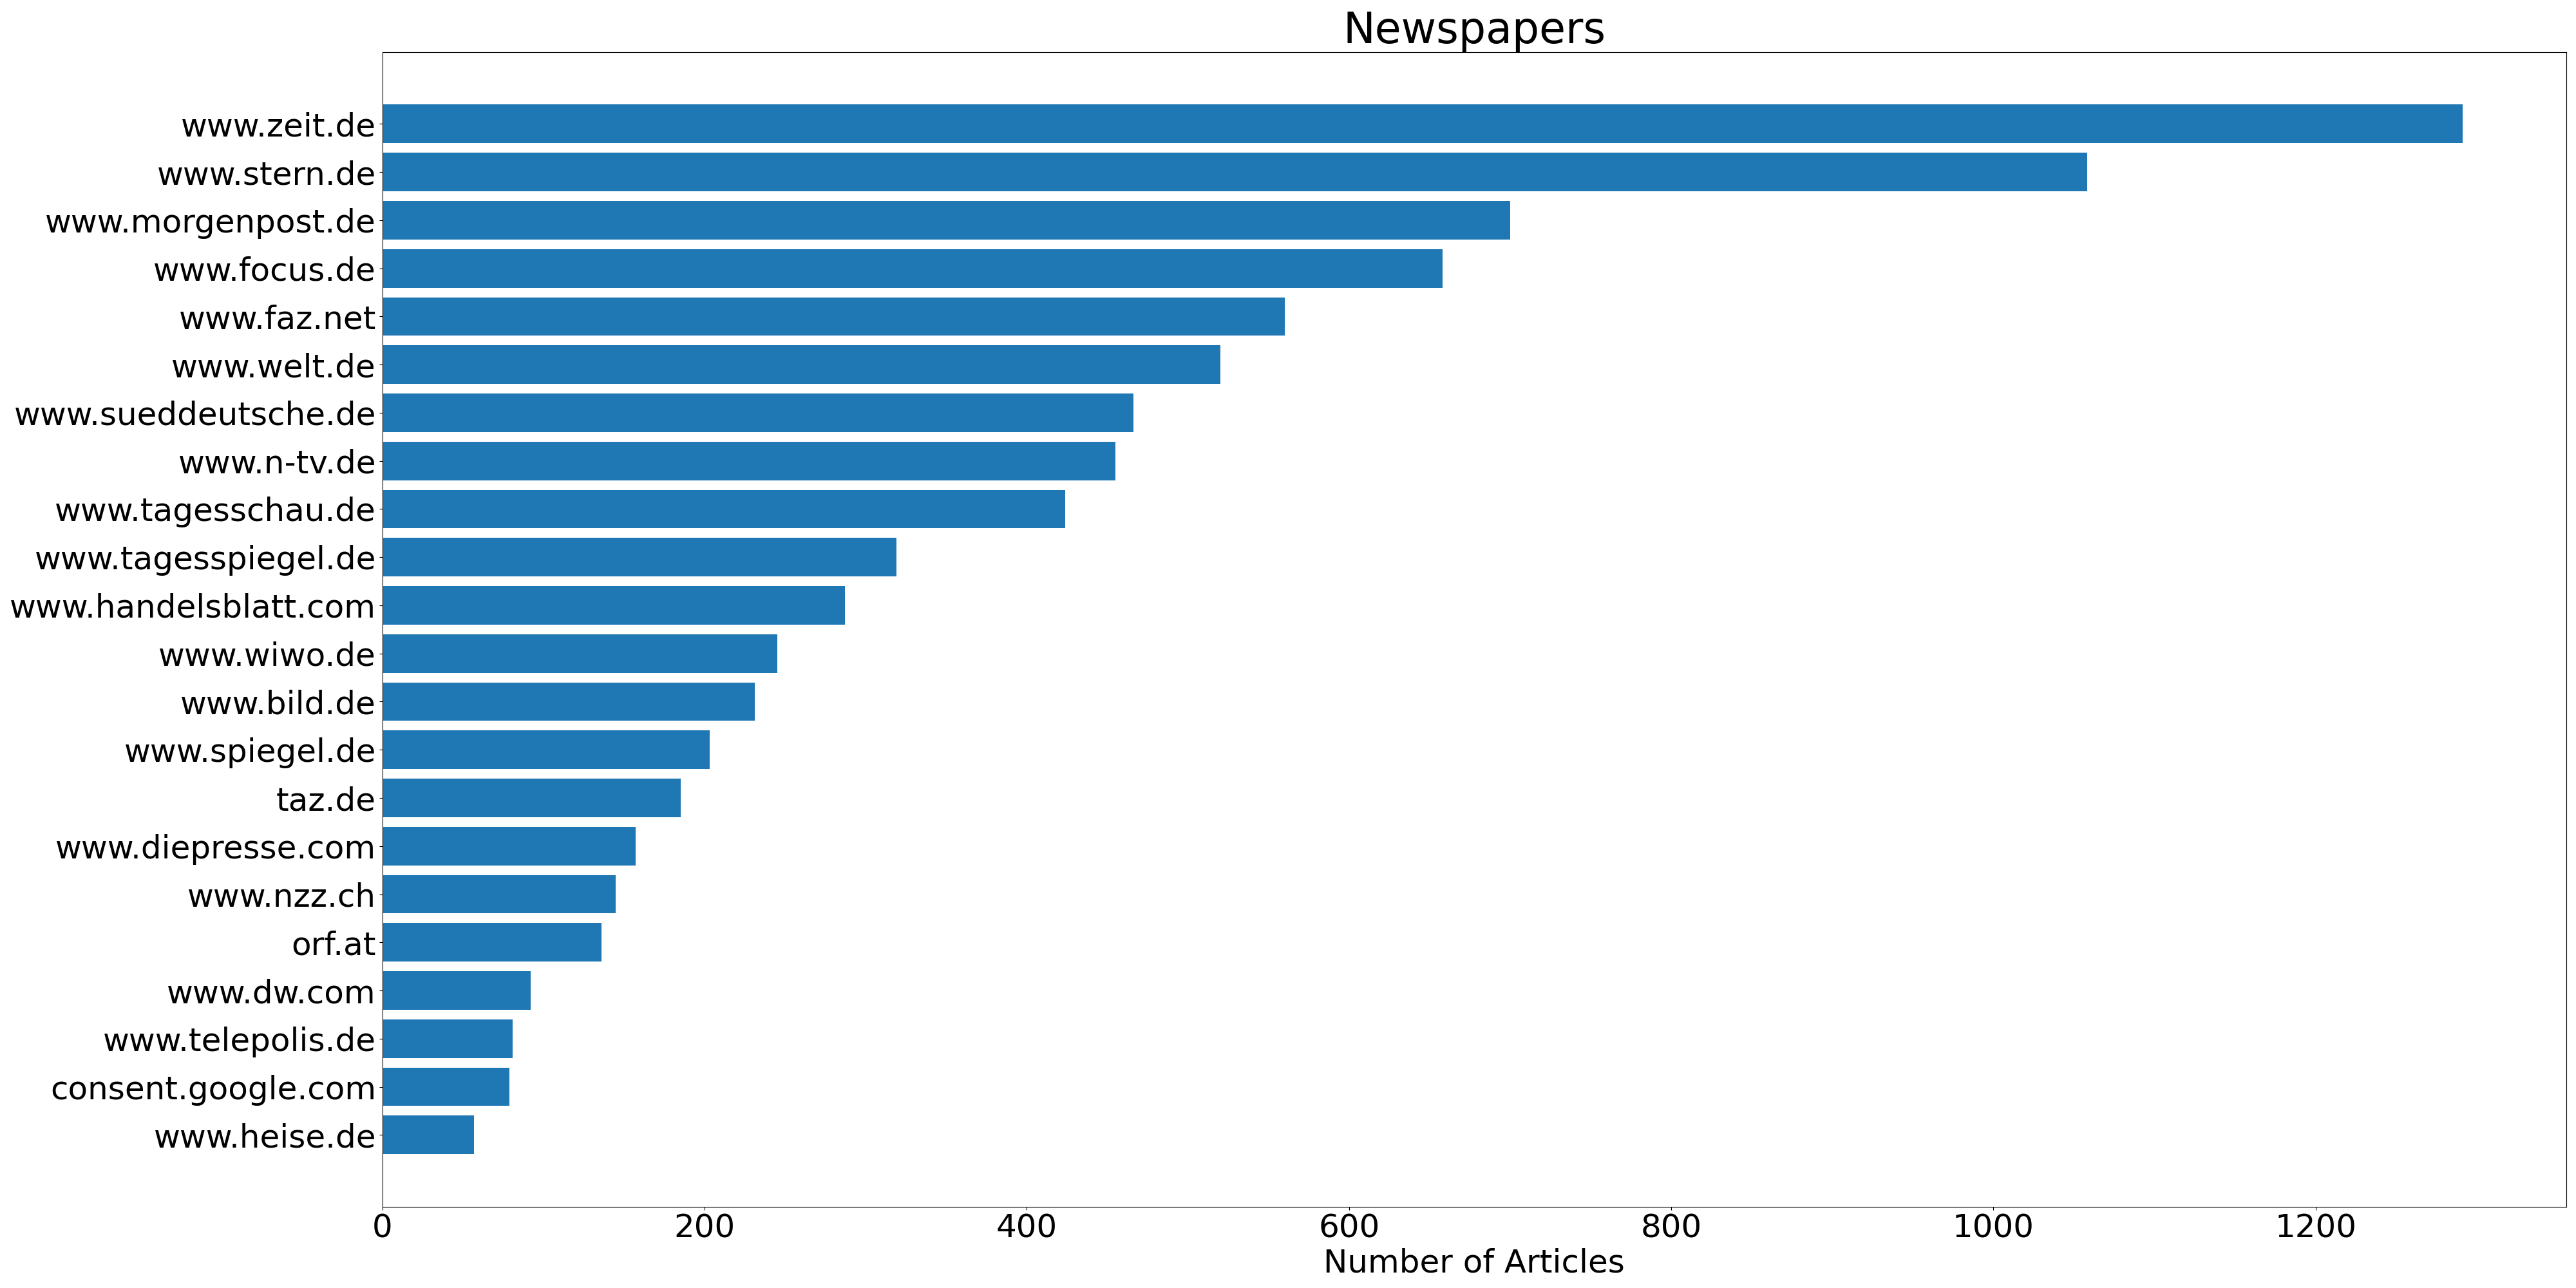 Newspapers
www.zeit.de
www.stern.de
www.morgenpost.de
www.focus.de
www.faz.net
www.welt.de
www.sueddeutsche.de
www.n-tv.de
www.tagesschau.de
www.tagesspiegel.de
www.handelsblatt.com
www.wiwo.de
www.bild.de
www.spiegel.de
taz.de
www.diepresse.com
www.nzz.ch
orf.at
www.dw.com
www.telepolis.de
consent.google.com
www.heise.de
0 200 400 600 800 1000 1200
Number of Articles